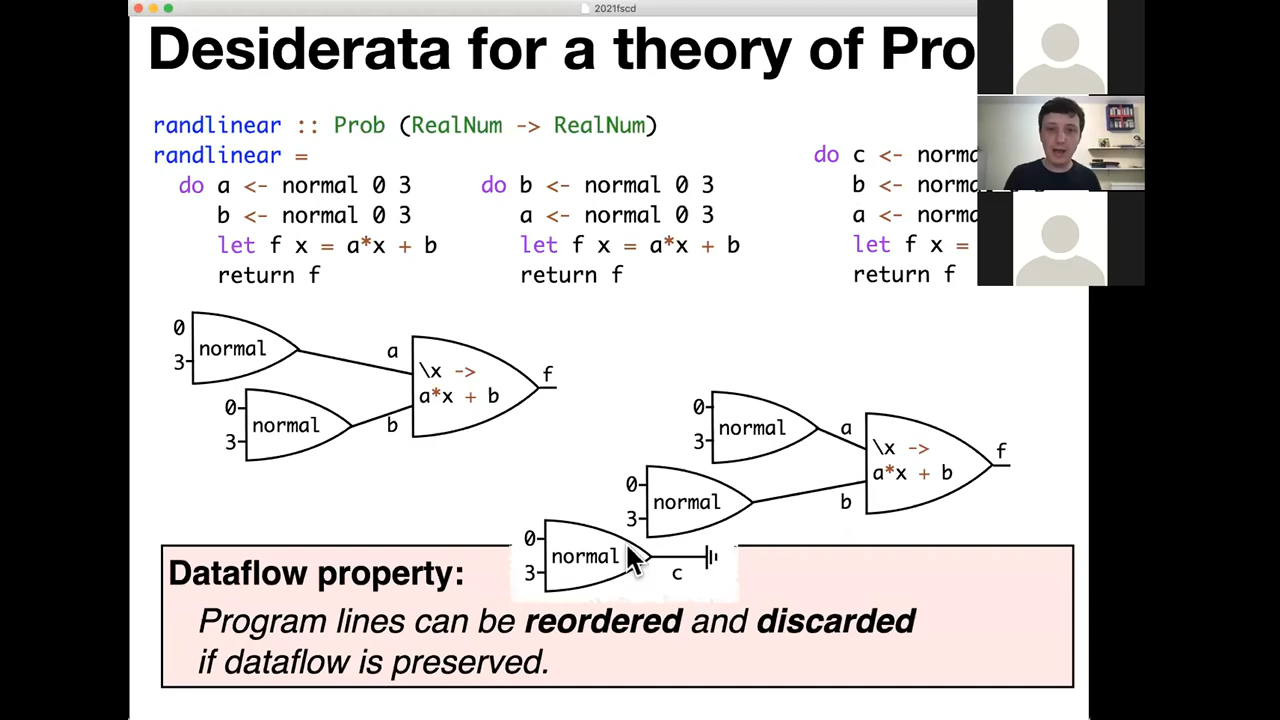 2021fscd
Desiderata for a theory of Pro
randlinear :: Prob (RealNum -> RealNum)
randlinear =
do a <- normal 0 3
b <- normal 0 3
let f x = a*x + b
return f
do b <- normal 0 3
a <- normal 0 3
let f x = a*x + b
return f
do c <- norma
b <- norma
a <- norma
let f x =
return f
0
3
normal
a
0
3
normal
b
\x ->
a*x + b
f
0
3
normal
a
0
3
normal
b
\x ->
a*x + b
f
0
3
normal
c
Dataflow property:
Program lines can be reordered and discarded
if dataflow is preserved.